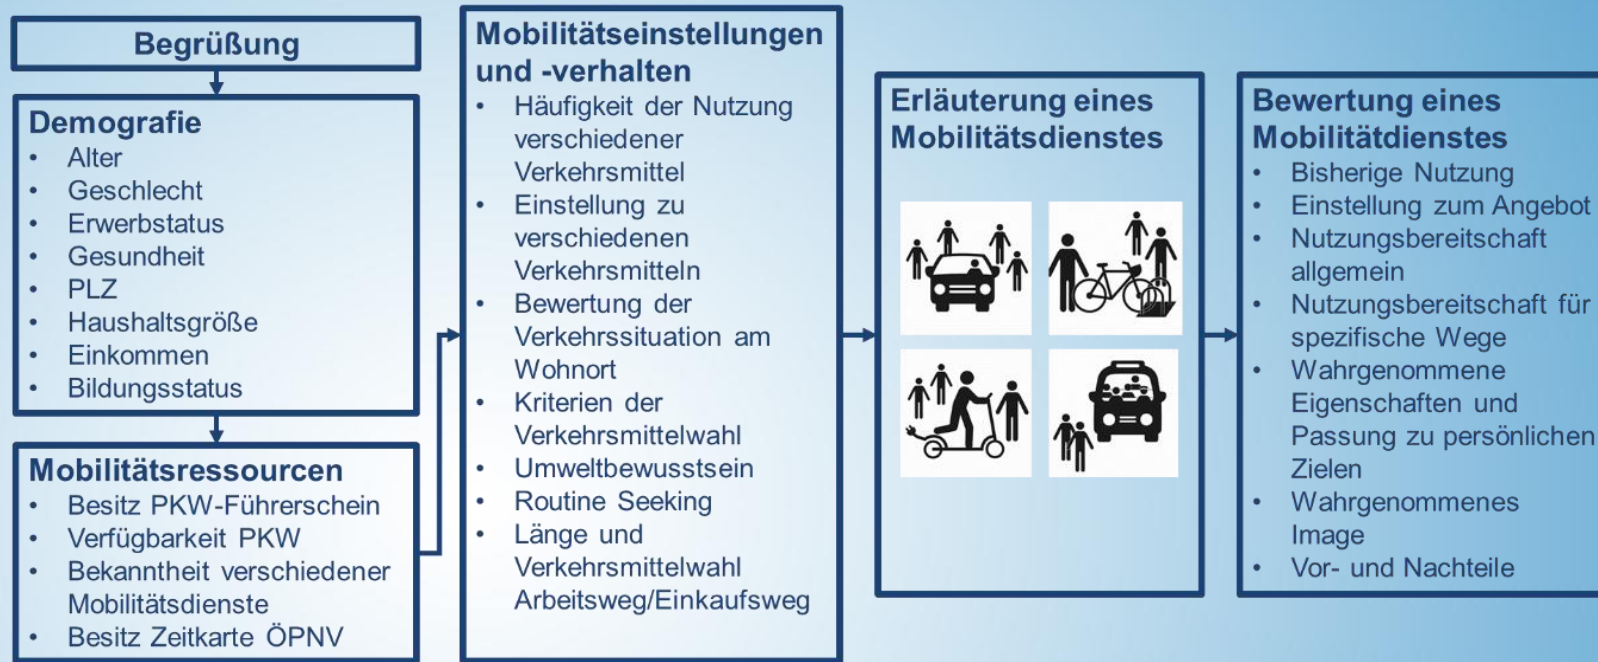 Begrüßung
Demografie
• Alter
• Geschlecht
• Erwerbstatus
• Gesundheit
• PLZ
• Haushaltsgröße
• Einkommen
• Bildungsstatus
Mobilitätsressourcen
• Besitz PKW-Führerschein
• Verfügbarkeit PKW
• Bekanntheit verschiedener
Mobilitätsdienste
• Besitz Zeitkarte ÖPNV
Mobilitätseinstellungen
und -verhalten
• Häufigkeit der Nutzung
verschiedener
Verkehrsmittel
• Einstellung zu
verschiedenen
Verkehrsmitteln
• Bewertung der
Verkehrssituation am
Wohnort
• Kriterien der
Verkehrsmittelwahl
• Umweltbewusstsein
• Routine Seeking
• Länge und
Verkehrsmittelwahl
Arbeitsweg/Einkaufsweg
Erläuterung eines
Mobilitätsdienstes
Bewertung eines
Mobilitätdienstes
• Bisherige Nutzung
• Einstellung zum Angebot
• Nutzungsbereitschaft
allgemein
• Nutzungsbereitschaft für
spezifische Wege
• Wahrgenommene
Eigenschaften und
Passung zu persönlichen
Zielen
• Wahrgenommenes
Image
• Vor- und Nachteile